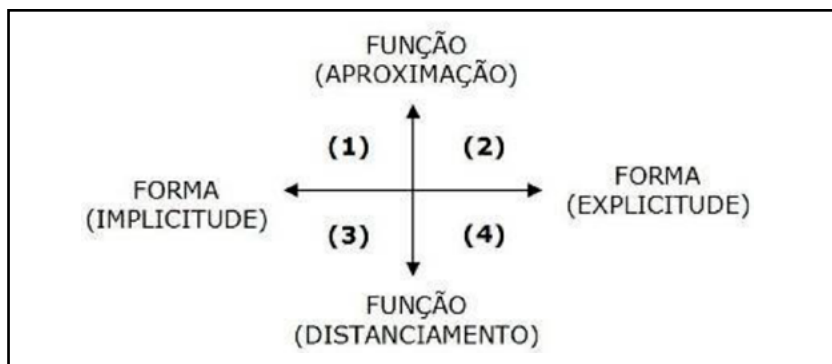 FUNÇÃO
(APROXIMAÇÃO)
(1)
(2)
FORMA
(IMPLICITUDE)
FORMA
(EXPLICITUDE)
(3)
(4)
FUNÇÃO
(DISTANCIAMENTO)